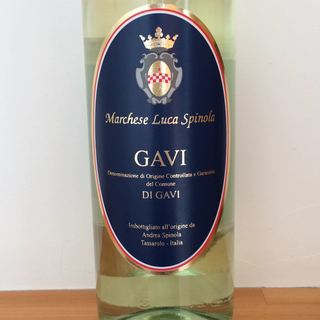 Marchese Luca Spinola
GAVI
Denominazione di Origine Controllata e Garantita
del Comune
DI GAVI
Imbottigliato all'origine da
Andrea Spinola
Tassarolo - Italia